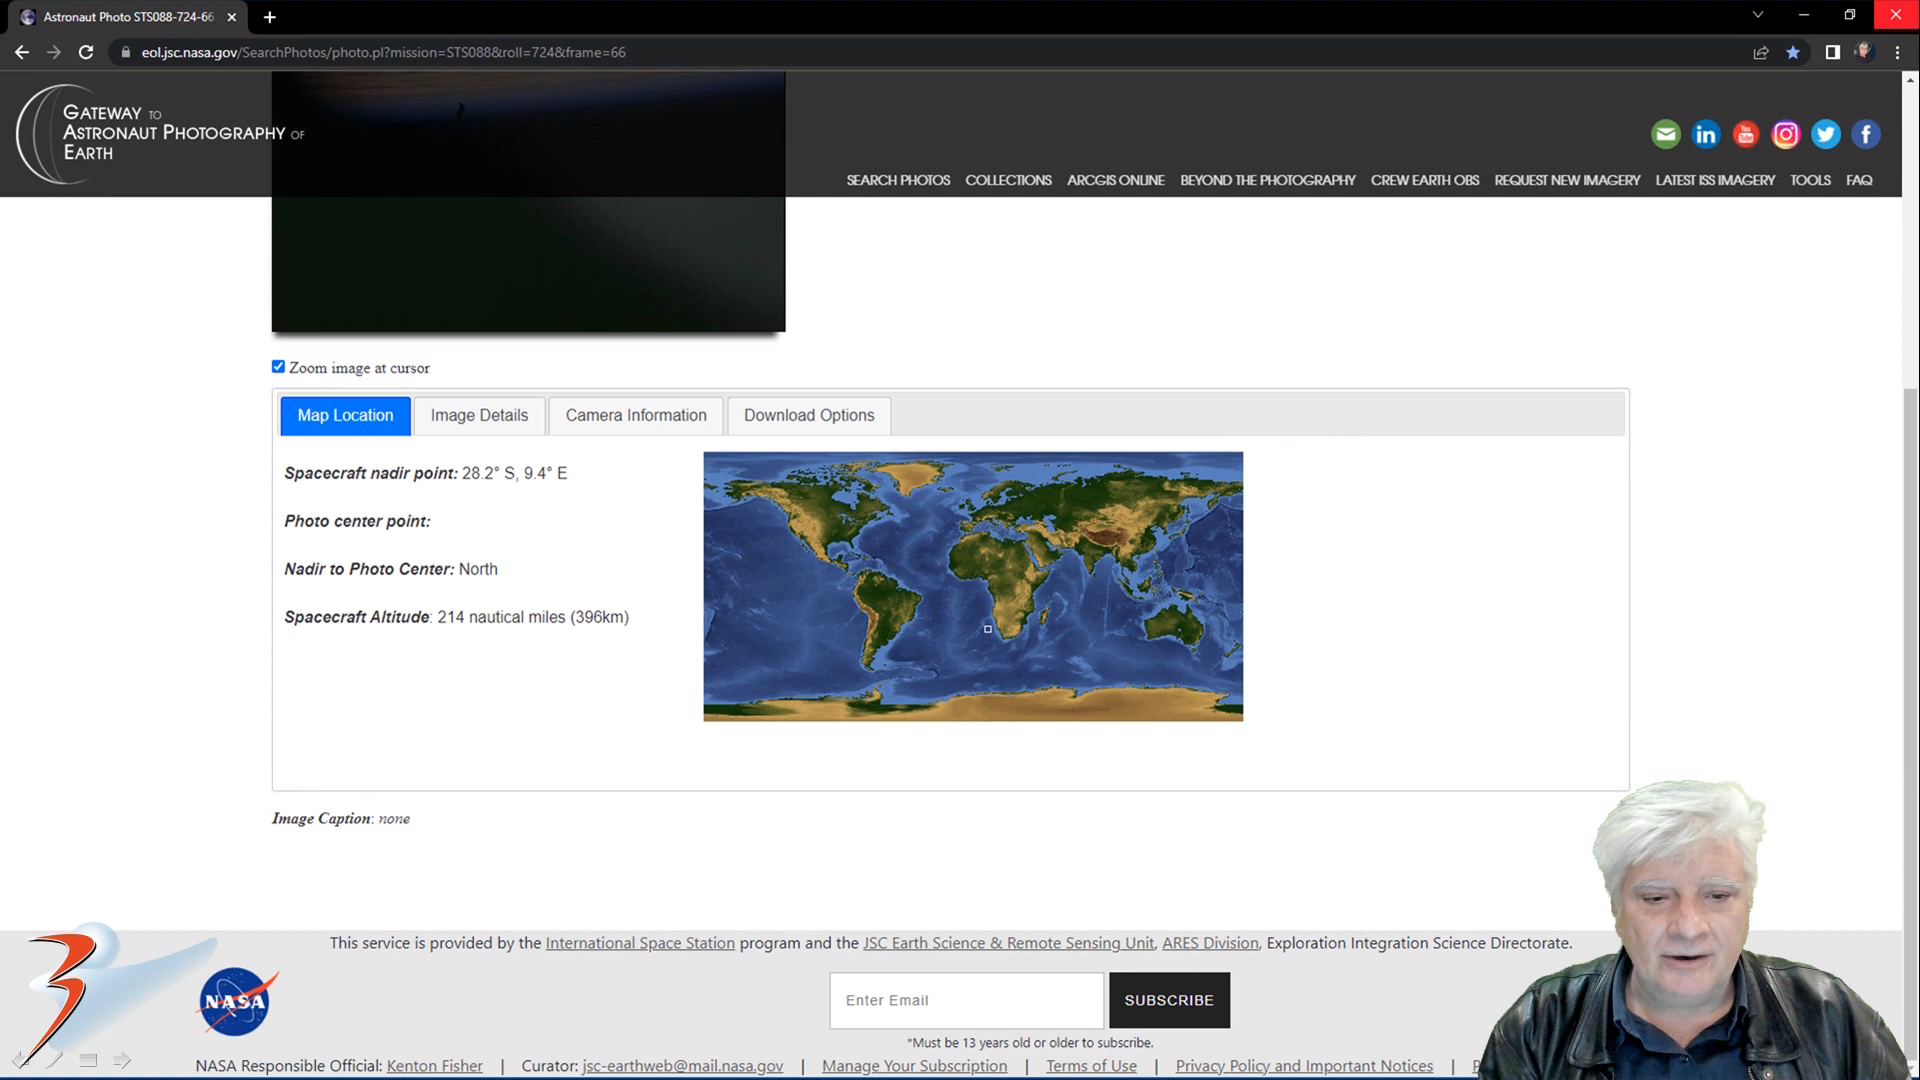 Astronaut Photo STS088-724-66
eol.jsc.nasa.gov/SearchPhotos/photo.pl?mission=STS088&roll=724&frame=66
GATEWAY TO
ASTRONAUT PHOTOGRAPHY OF
EARTH
SEARCH PHOTOS COLLECTIONS ARCGIS ONLINE BEYOND THE PHOTOGRAPHY CREW EARTH OBS REQUEST NEW IMAGERY LATEST ISS IMAGERY TOOLS FAQ
Zoom image at cursor
Map Location Image Details Camera Information Download Options
Spacecraft nadir point: 28.2° S, 9.4° E
Photo center point:
Nadir to Photo Center: North
Spacecraft Altitude: 214 nautical miles (396km)
Image Caption: none
This service is provided by the International Space Station program and the JSC Earth Science & Remote Sensing Unit, ARES Division, Exploration Integration Science Directorate.
NASA
Enter Email SUBSCRIBE
*Must be 13 years old or older to subscribe.
NASA Responsible Official: Kenton Fisher | Curator: jsc-earthweb@mail.nasa.gov | Manage Your Subscription | Terms of Use | Privacy Policy and Important Notices |